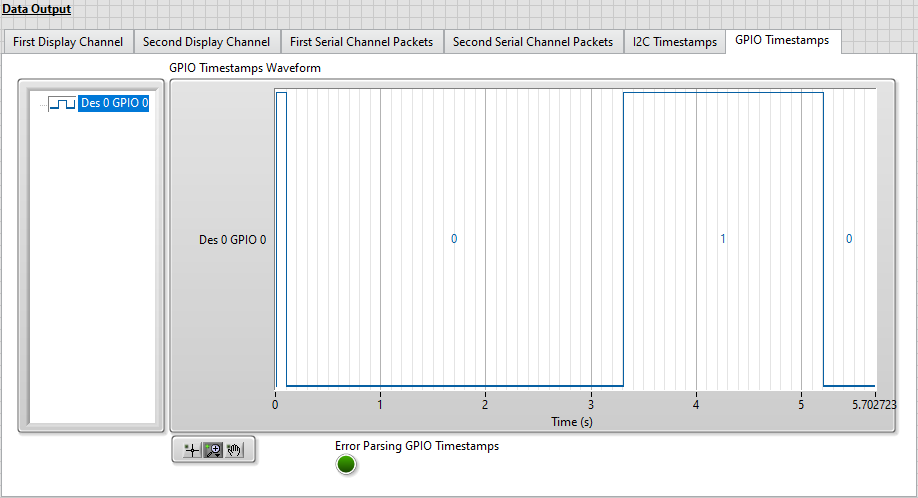 Data Output
First Display Channel Second Display Channel First Serial Channel Packets Second Serial Channel Packets I2C Timestamps GPIO Timestamps
GPIO Timestamps Waveform
Des 0 GPIO 0
Des 0 GPIO 0 0 1 0
0 1 2 3 4 5 5.702723
Time (s)
Error Parsing GPIO Timestamps